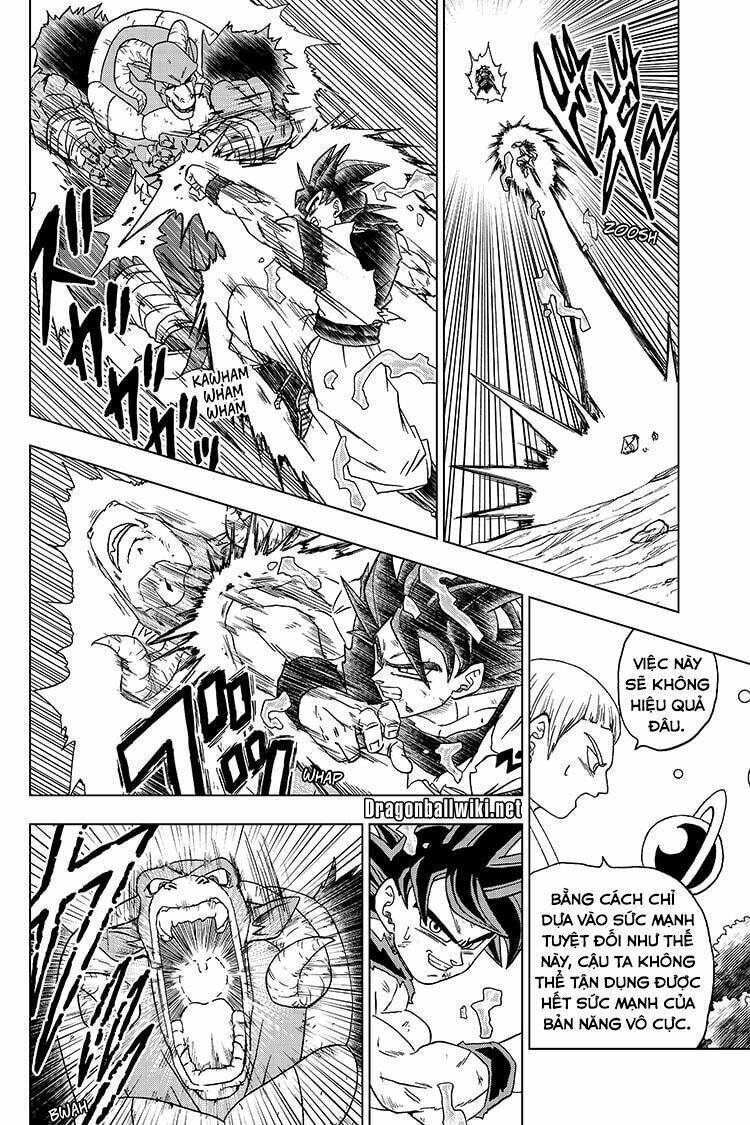 ZOOSH
KAWHAM
WHAM
WHAM
WHAP
VIỆC NÀY
SẼ KHÔNG
HIỆU QUẢ
ĐÂU.
Dragonballwiki.net
BẰNG CÁCH CHỈ
DỰA VÀO SỨC MẠNH
TUYỆT ĐỐI NHƯ THẾ
NÀY, CẬU TA KHÔNG
THỂ TẬN DỤNG ĐƯỢC
HẾT SỨC MẠNH CỦA
BẢN NĂNG VÔ CỰC.
BWAH